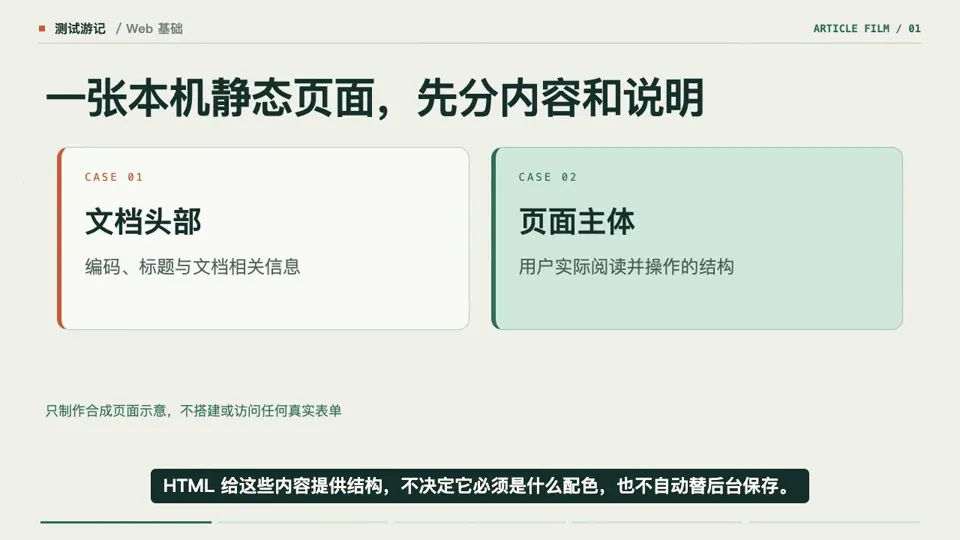 测试游记 / Web 基础
ARTICLE FILM / 01
一张本机静态页面，先分内容和说明
CASE 01
文档头部
编码、标题与文档相关信息
CASE 02
页面主体
用户实际阅读并操作的结构
只制作合成页面示意，不搭建或访问任何真实表单
HTML 给这些内容提供结构，不决定它必须是什么配色，也不自动替后台保存。